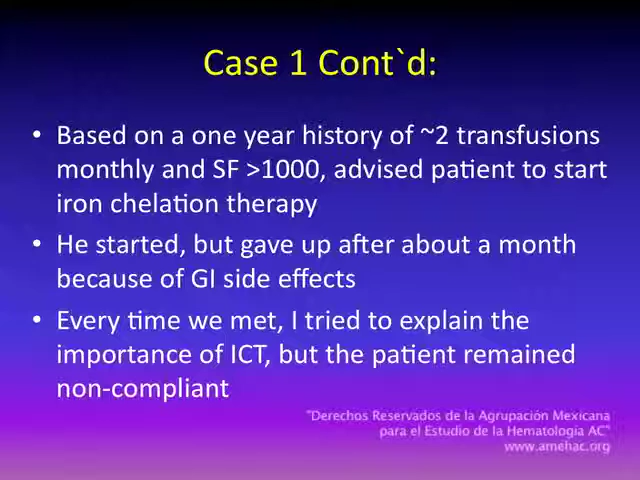 Case 1 Cont`d:
• Based on a one year history of ~2 transfusions
monthly and SF >1000, advised patient to start
iron chelation therapy
• He started, but gave up after about a month
because of GI side effects
• Every time we met, I tried to explain the
importance of ICT, but the patient remained
non-compliant
"Derechos Reservados de la Agrupación Mexicana
para el Estudio de la Hematología AC"
www.amehac.org